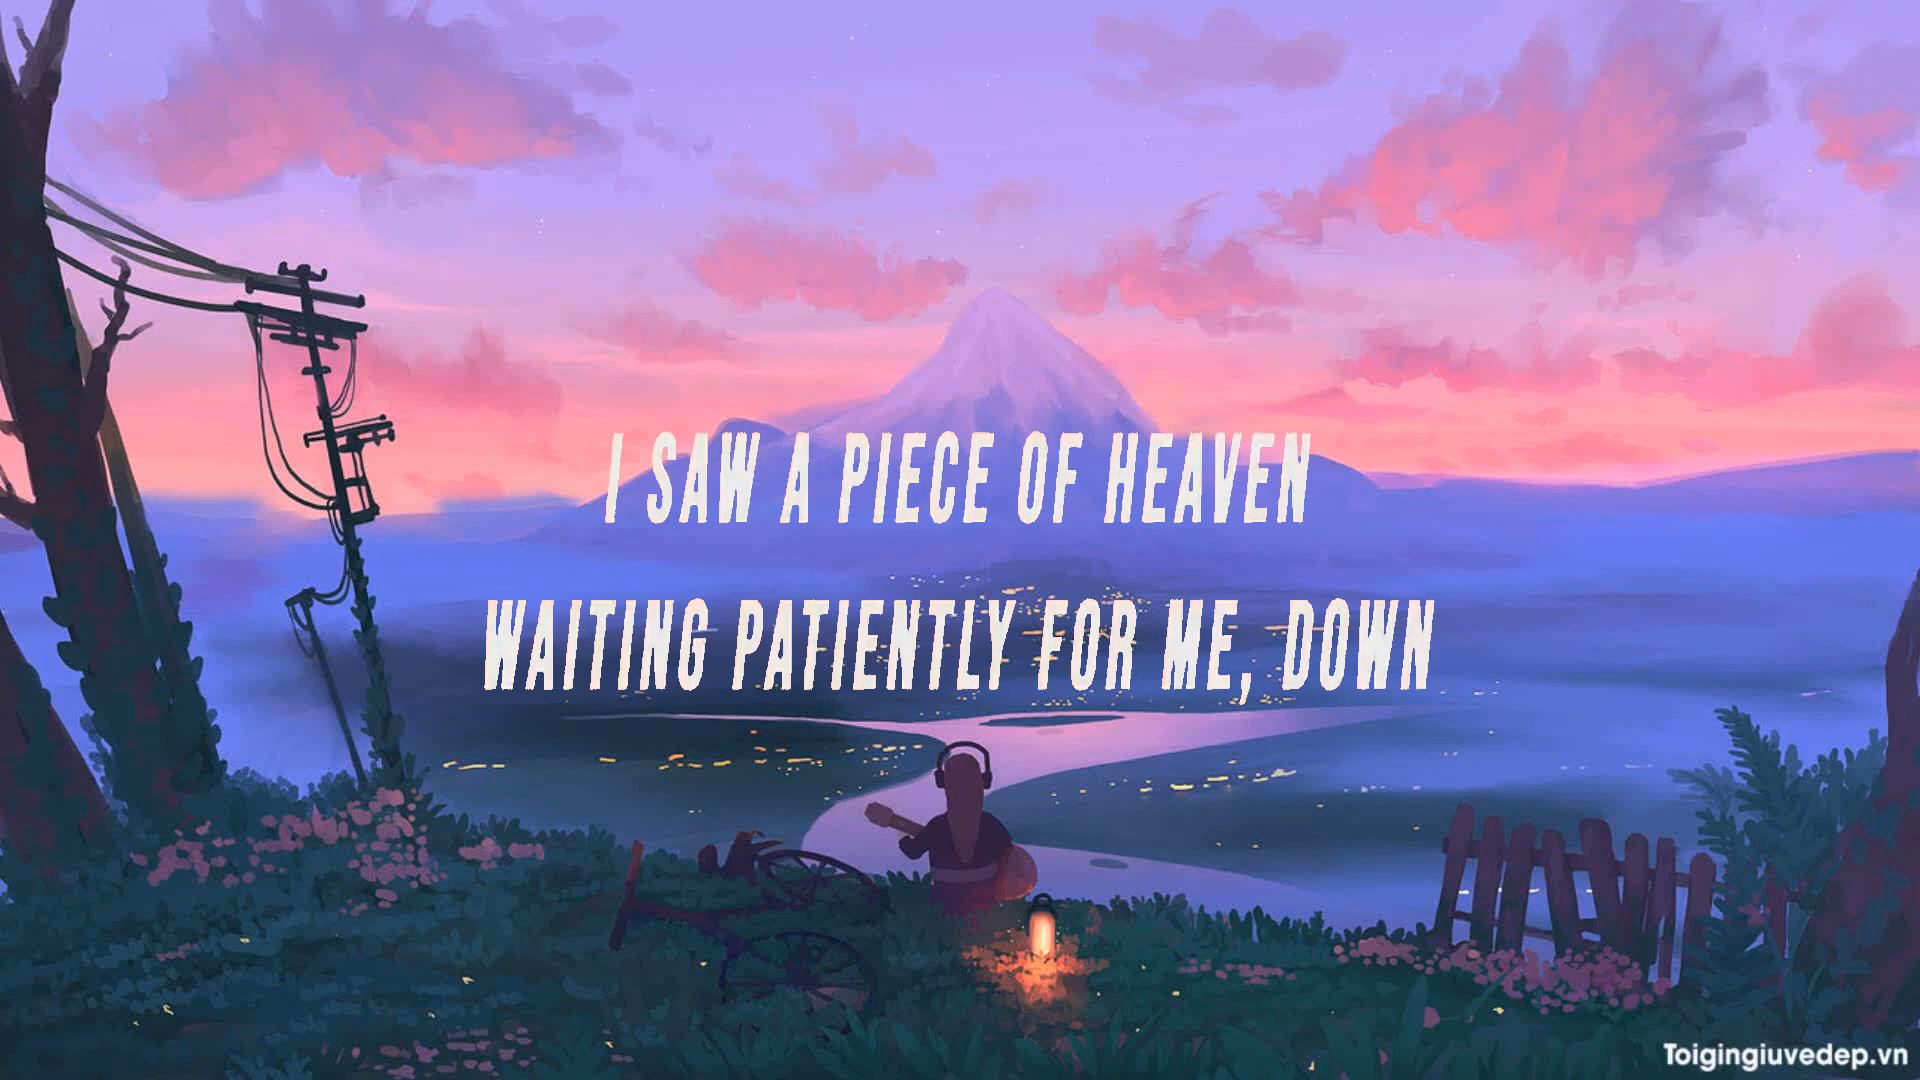 I SAW A PIECE OF HEAVEN
WAITING PATIENTLY FOR ME, DOWN
Toigingiuvedep.vn